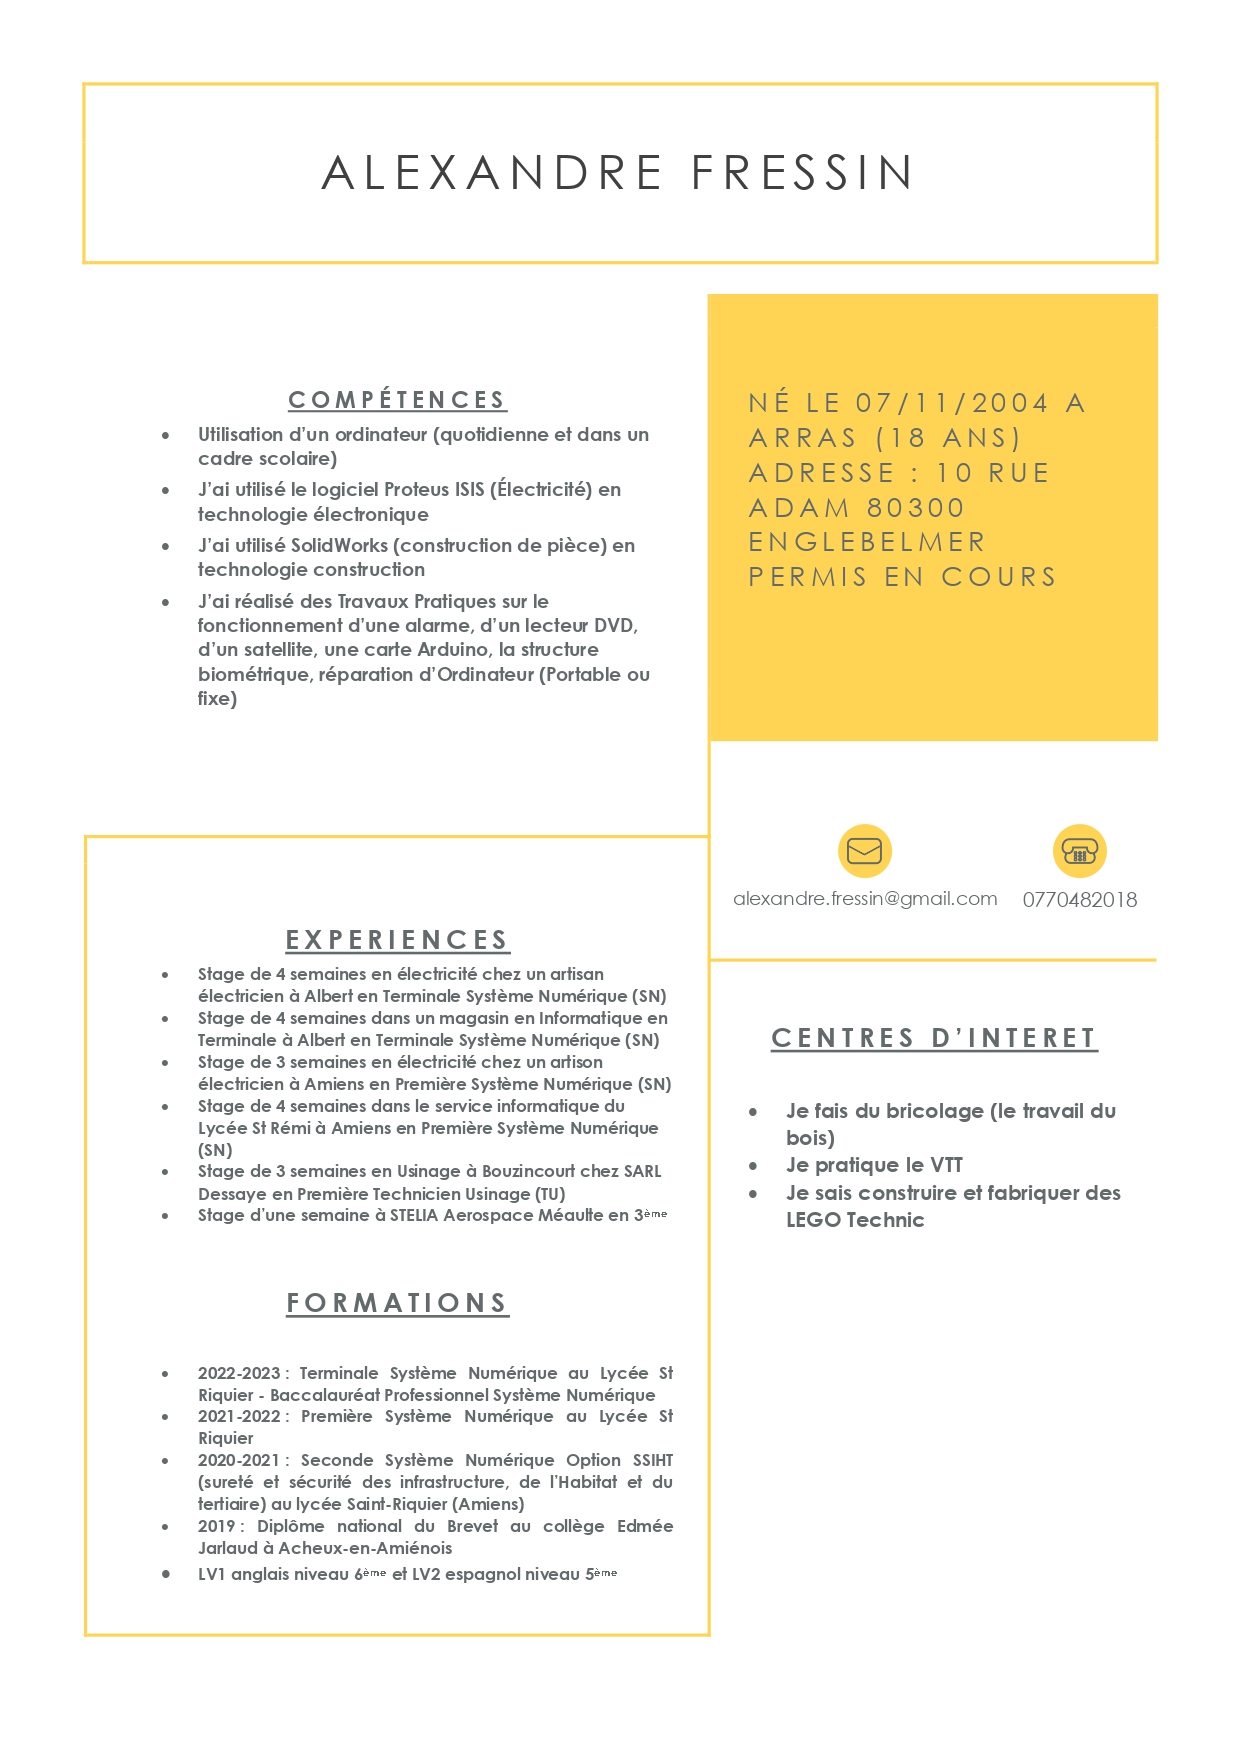 ALEXANDRE FRESSIN
COMPÉTENCES
• Utilisation d’un ordinateur (quotidienne et dans un
cadre scolaire)
• J’ai utilisé le logiciel Proteus ISIS (Électricité) en
technologie électronique
• J’ai utilisé SolidWorks (construction de pièce) en
technologie construction
• J’ai réalisé des Travaux Pratiques sur le
fonctionnement d’une alarme, d’un lecteur DVD,
d’un satellite, une carte Arduino, la structure
biométrique, réparation d’Ordinateur (Portable ou
fixe)
NÉ LE 07/11/2004 A
ARRAS (18 ANS)
ADRESSE : 10 RUE
ADAM 80300
ENGLEBELMER
PERMIS EN COURS
alexandre.fressin@gmail.com
0770482018
EXPERIENCES
• Stage de 4 semaines en électricité chez un artisan
électricien à Albert en Terminale Système Numérique (SN)
• Stage de 4 semaines dans un magasin en Informatique en
Terminale à Albert en Terminale Système Numérique (SN)
• Stage de 3 semaines en électricité chez un artison
électricien à Amiens en Première Système Numérique (SN)
• Stage de 4 semaines dans le service informatique du
Lycée St Rémi à Amiens en Première Système Numérique
(SN)
• Stage de 3 semaines en Usinage à Bouzincourt chez SARL
Dessaye en Première Technicien Usinage (TU)
• Stage d’une semaine à STELIA Aerospace Méaulte en 3ème
FORMATIONS
• 2022-2023 : Terminale Système Numérique au Lycée St
Riquier - Baccalauréat Professionnel Système Numérique
• 2021-2022 : Première Système Numérique au Lycée St
Riquier
• 2020-2021 : Seconde Système Numérique Option SSIHT
(sureté et sécurité des infrastructure, de l’Habitat et du
tertiaire) au lycée Saint-Riquier (Amiens)
• 2019 : Diplôme national du Brevet au collège Edmée
Jarlaud à Acheux-en-Amiénois
• LV1 anglais niveau 6ème et LV2 espagnol niveau 5ème
CENTRES D’INTERET
• Je fais du bricolage (le travail du
bois)
• Je pratique le VTT
• Je sais construire et fabriquer des
LEGO Technic